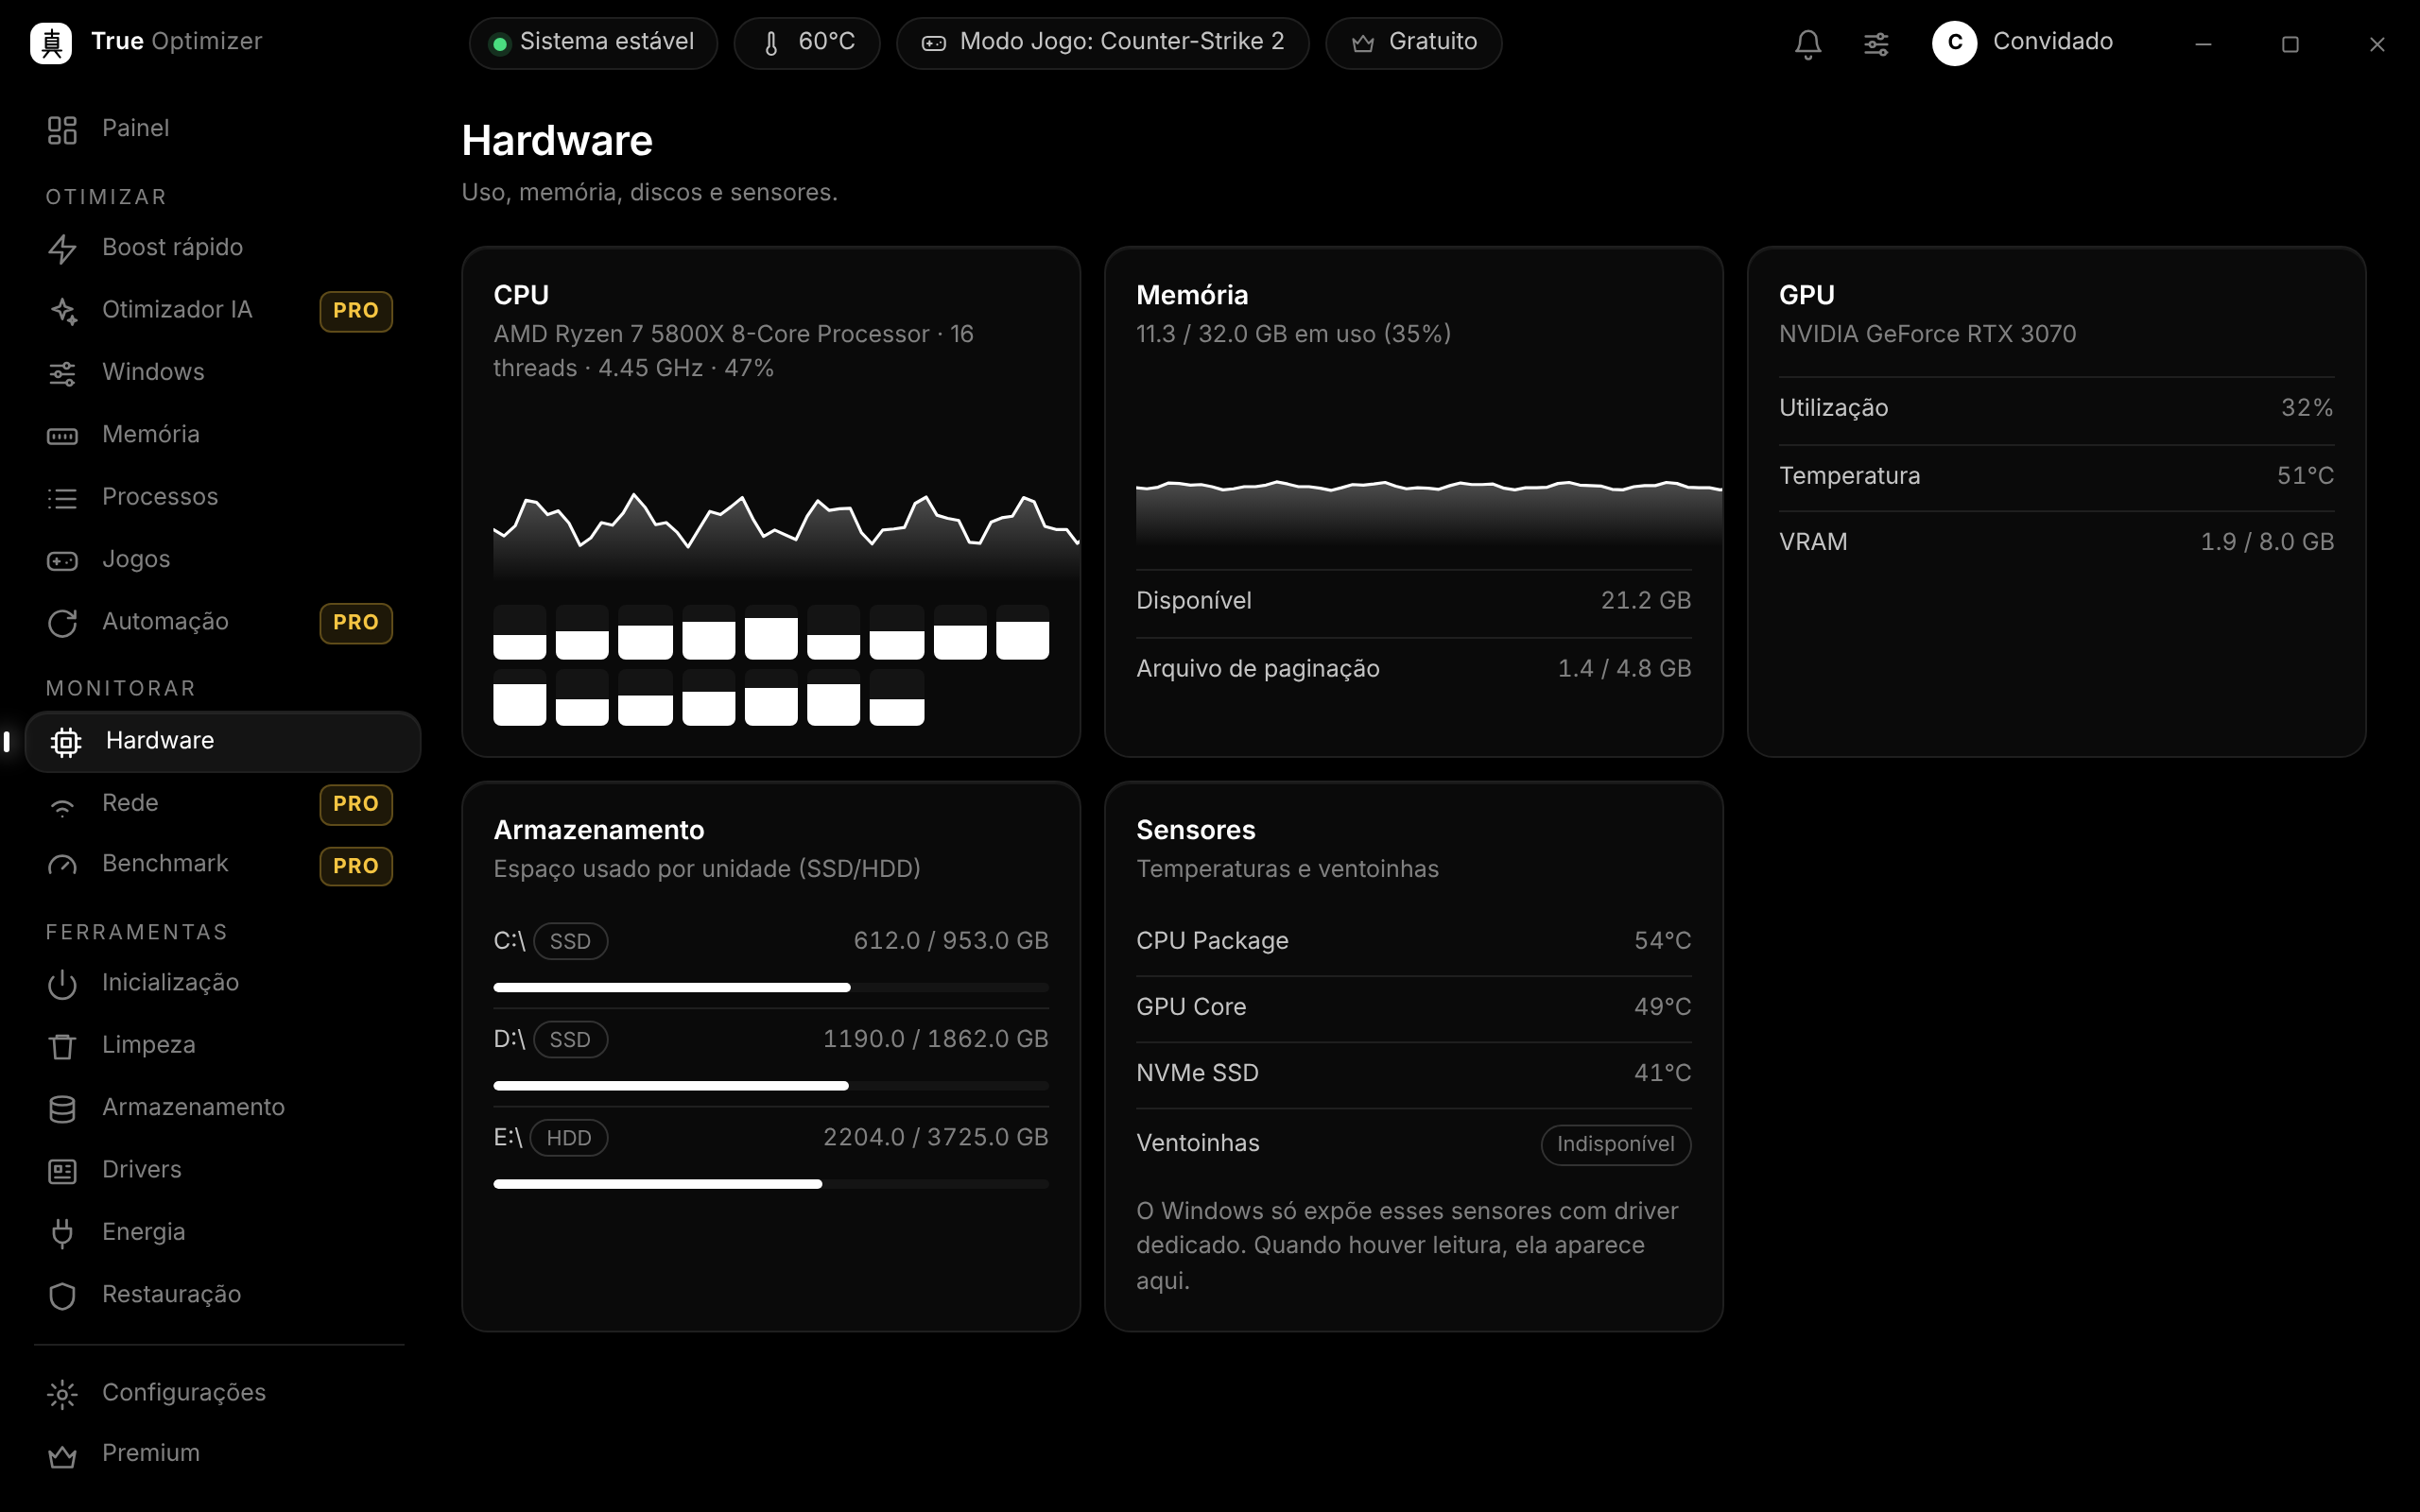 真
True Optimizer
Sistema estável
60°C
Modo Jogo: Counter-Strike 2
Gratuito
C
Convidado
Painel
OTIMIZAR
Boost rápido
Otimizador IA
PRO
Windows
Memória
Processos
Jogos
Automação
PRO
MONITORAR
Hardware
Rede
PRO
Benchmark
PRO
FERRAMENTAS
Inicialização
Limpeza
Armazenamento
Drivers
Energia
Restauração
Configurações
Premium
Hardware
Uso, memória, discos e sensores.
CPU
AMD Ryzen 7 5800X 8-Core Processor · 16
threads · 4.45 GHz · 47%
Memória
11.3 / 32.0 GB em uso (35%)
Disponível
21.2 GB
Arquivo de paginação
1.4 / 4.8 GB
GPU
NVIDIA GeForce RTX 3070
Utilização
32%
Temperatura
51°C
VRAM
1.9 / 8.0 GB
Armazenamento
Espaço usado por unidade (SSD/HDD)
C:\ SSD
612.0 / 953.0 GB
D:\ SSD
1190.0 / 1862.0 GB
E:\ HDD
2204.0 / 3725.0 GB
Sensores
Temperaturas e ventoinhas
CPU Package
54°C
GPU Core
49°C
NVMe SSD
41°C
Ventoinhas
Indisponível
O Windows só expõe esses sensores com driver
dedicado. Quando houver leitura, ela aparece
aqui.